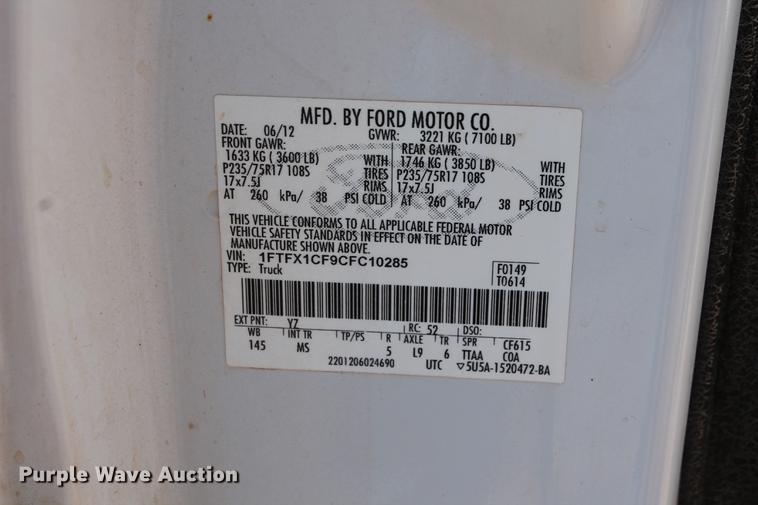 MFD. BY FORD MOTOR CO.
DATE: 06/12 GVWR: 3221 KG ( 7100 LB)
FRONT GAWR: REAR GAWR:
1633 KG ( 3600 LB) WITH 1746 KG ( 3850 LB) WITH
P235/75R17 108S TIRES P235/75R17 108S TIRES
17x7.5J RIMS 17x7.5J RIMS
AT 260 kPa/ 38 PSI COLD AT 260 kPa/ 38 PSI COLD
Ford
THIS VEHICLE CONFORMS TO ALL APPLICABLE FEDERAL MOTOR
VEHICLE SAFETY STANDARDS IN EFFECT ON THE DATE OF
MANUFACTURE SHOWN ABOVE.
VIN: 1FTFX1CF9CFC10285
TYPE: Truck
F0149
T0614
EXT PNT: YZ RC: 52 DSO:
WB INT TR TP/PS R AXLE TR SPR CF615
145 MS 5 L9 6 TTAA COA
2201206024690 UTC ▽5U5A-1520472-BA
Purple Wave Auction